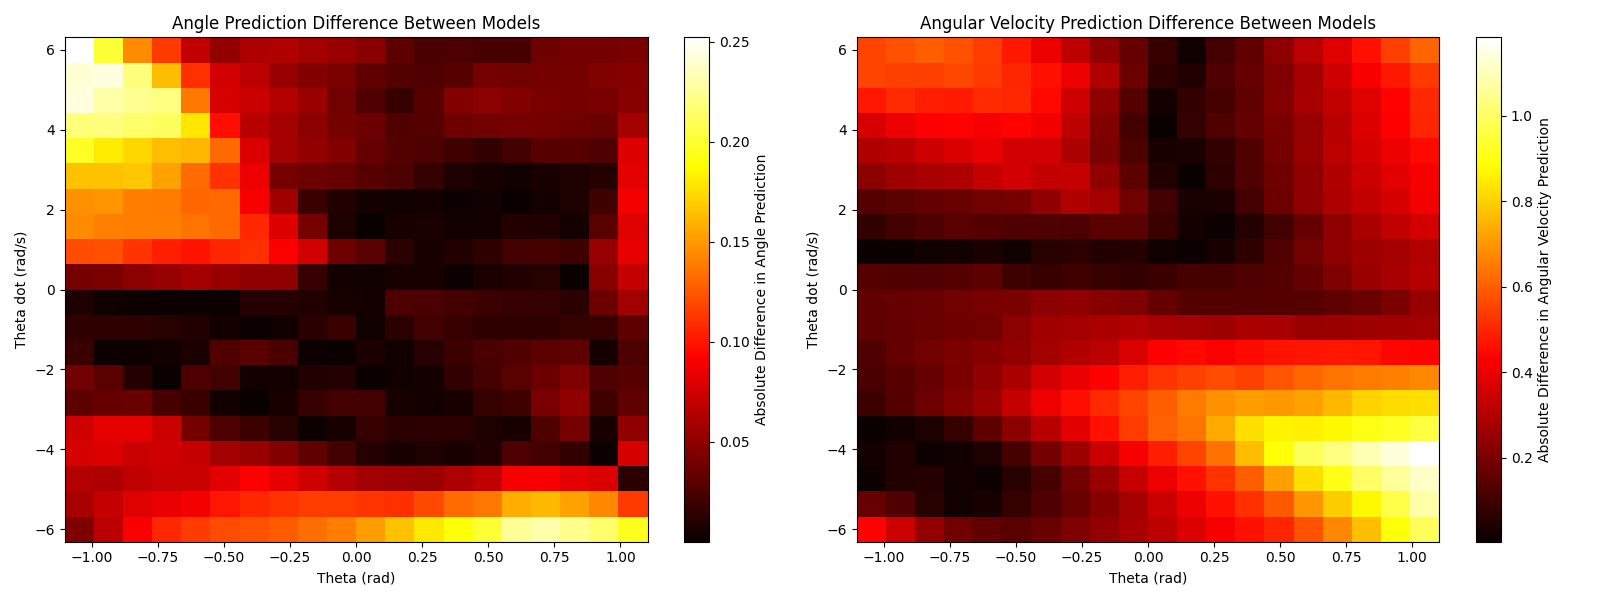 Angle Prediction Difference Between Models
6
4
2
0
−2
−4
−6
Theta dot (rad/s)
−1.00 −0.75 −0.50 −0.25 0.00 0.25 0.50 0.75 1.00
Theta (rad)
0.25
0.20
0.15
0.10
0.05
Absolute Difference in Angle Prediction
Angular Velocity Prediction Difference Between Models
6
4
2
0
−2
−4
−6
Theta dot (rad/s)
−1.00 −0.75 −0.50 −0.25 0.00 0.25 0.50 0.75 1.00
Theta (rad)
1.0
0.8
0.6
0.4
0.2
Absolute Difference in Angular Velocity Prediction